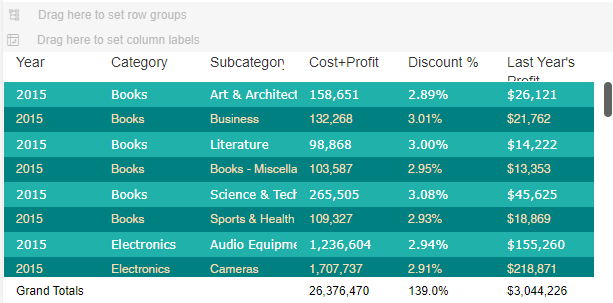 Drag here to set row groups
Drag here to set column labels
Year Category Subcategory Cost+Profit Discount % Last Year's
Profit
2015 Books Art & Architect 158,651 2.89% $26,121
2015 Books Business 132,268 3.01% $21,762
2015 Books Literature 98,868 3.00% $14,222
2015 Books Books - Miscella 103,587 2.95% $13,353
2015 Books Science & Tech 265,505 3.08% $45,625
2015 Books Sports & Health 109,327 2.93% $18,869
2015 Electronics Audio Equipme 1,236,604 2.94% $155,260
2015 Electronics Cameras 1,707,737 2.91% $218,871
Grand Totals 26,376,470 139.0% $3,044,226